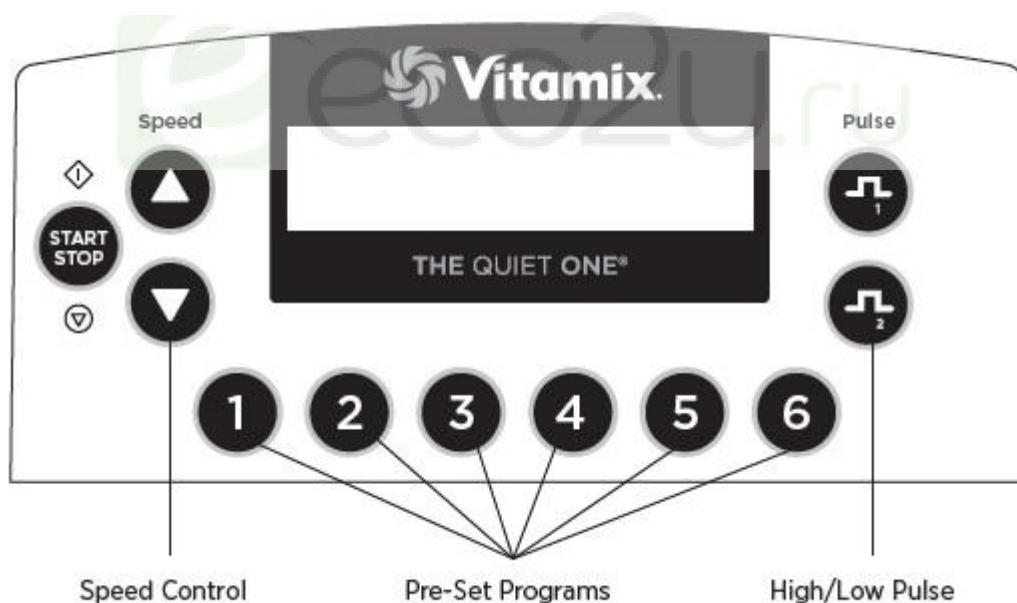 eco2u.ru
Vitamix.
Speed
Pulse
START
STOP
1
THE QUIET ONE®
2
1 2 3 4 5 6
Speed Control Pre-Set Programs High/Low Pulse